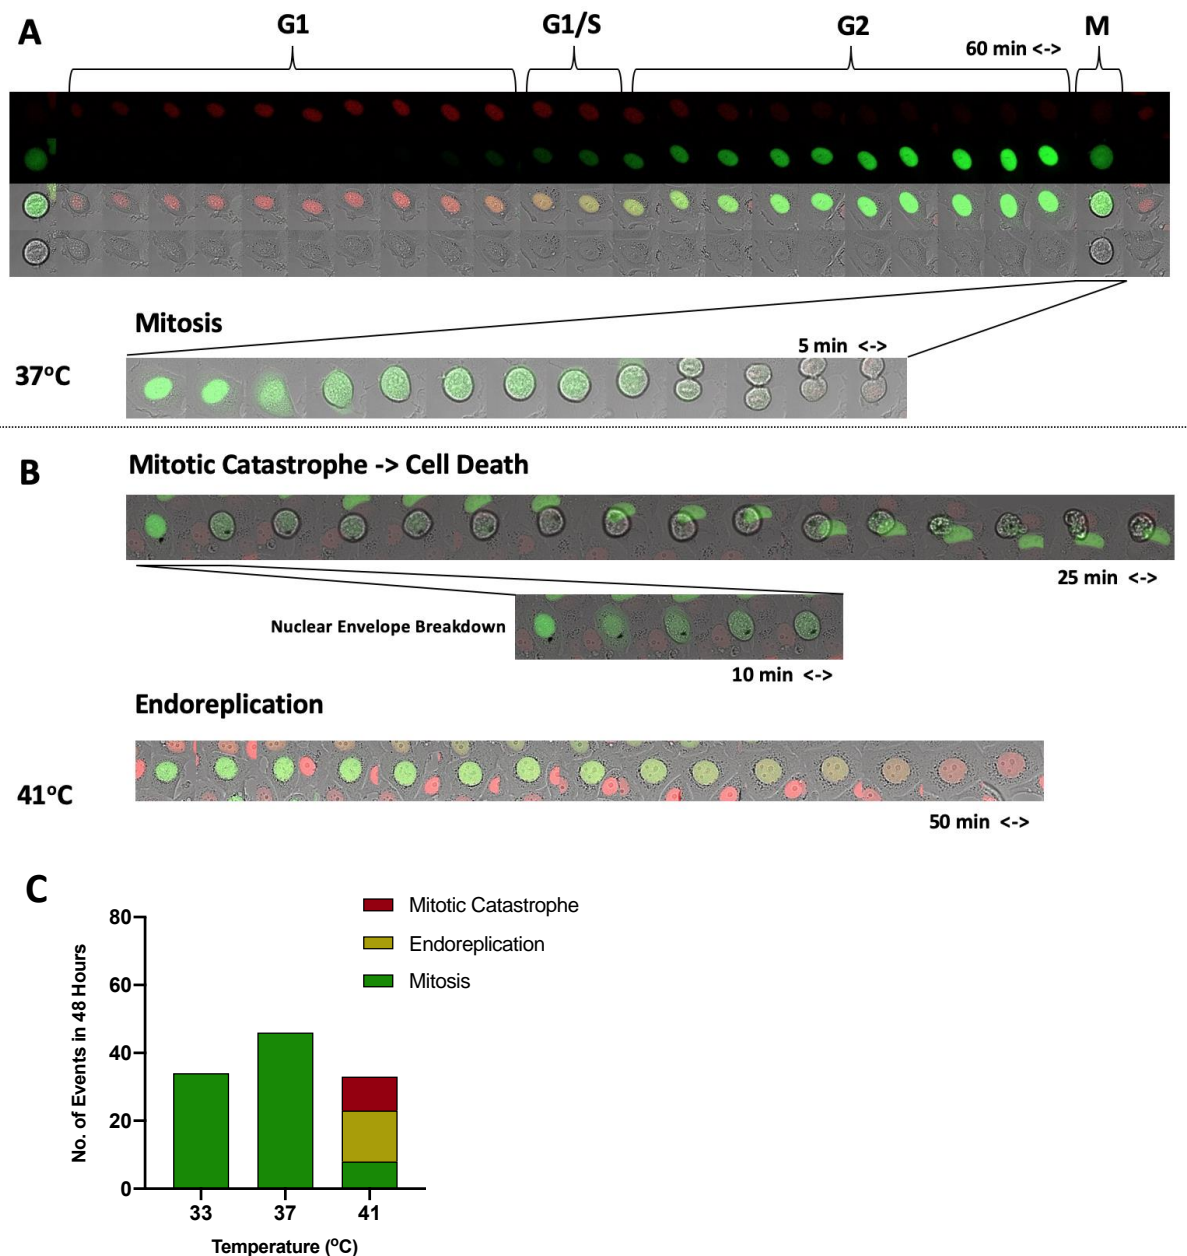 A
G1
G1/S
G2
M
60 min <->
Mitosis
5 min <->
37°C
B
Mitotic Catastrophe -> Cell Death
25 min <->
Nuclear Envelope Breakdown
10 min <->
Endoreplication
41°C
50 min <->
C
Mitotic Catastrophe
Endoreplication
Mitosis
No. of Events in 48 Hours
80
60
40
20
0
33 37 41
Temperature (°C)